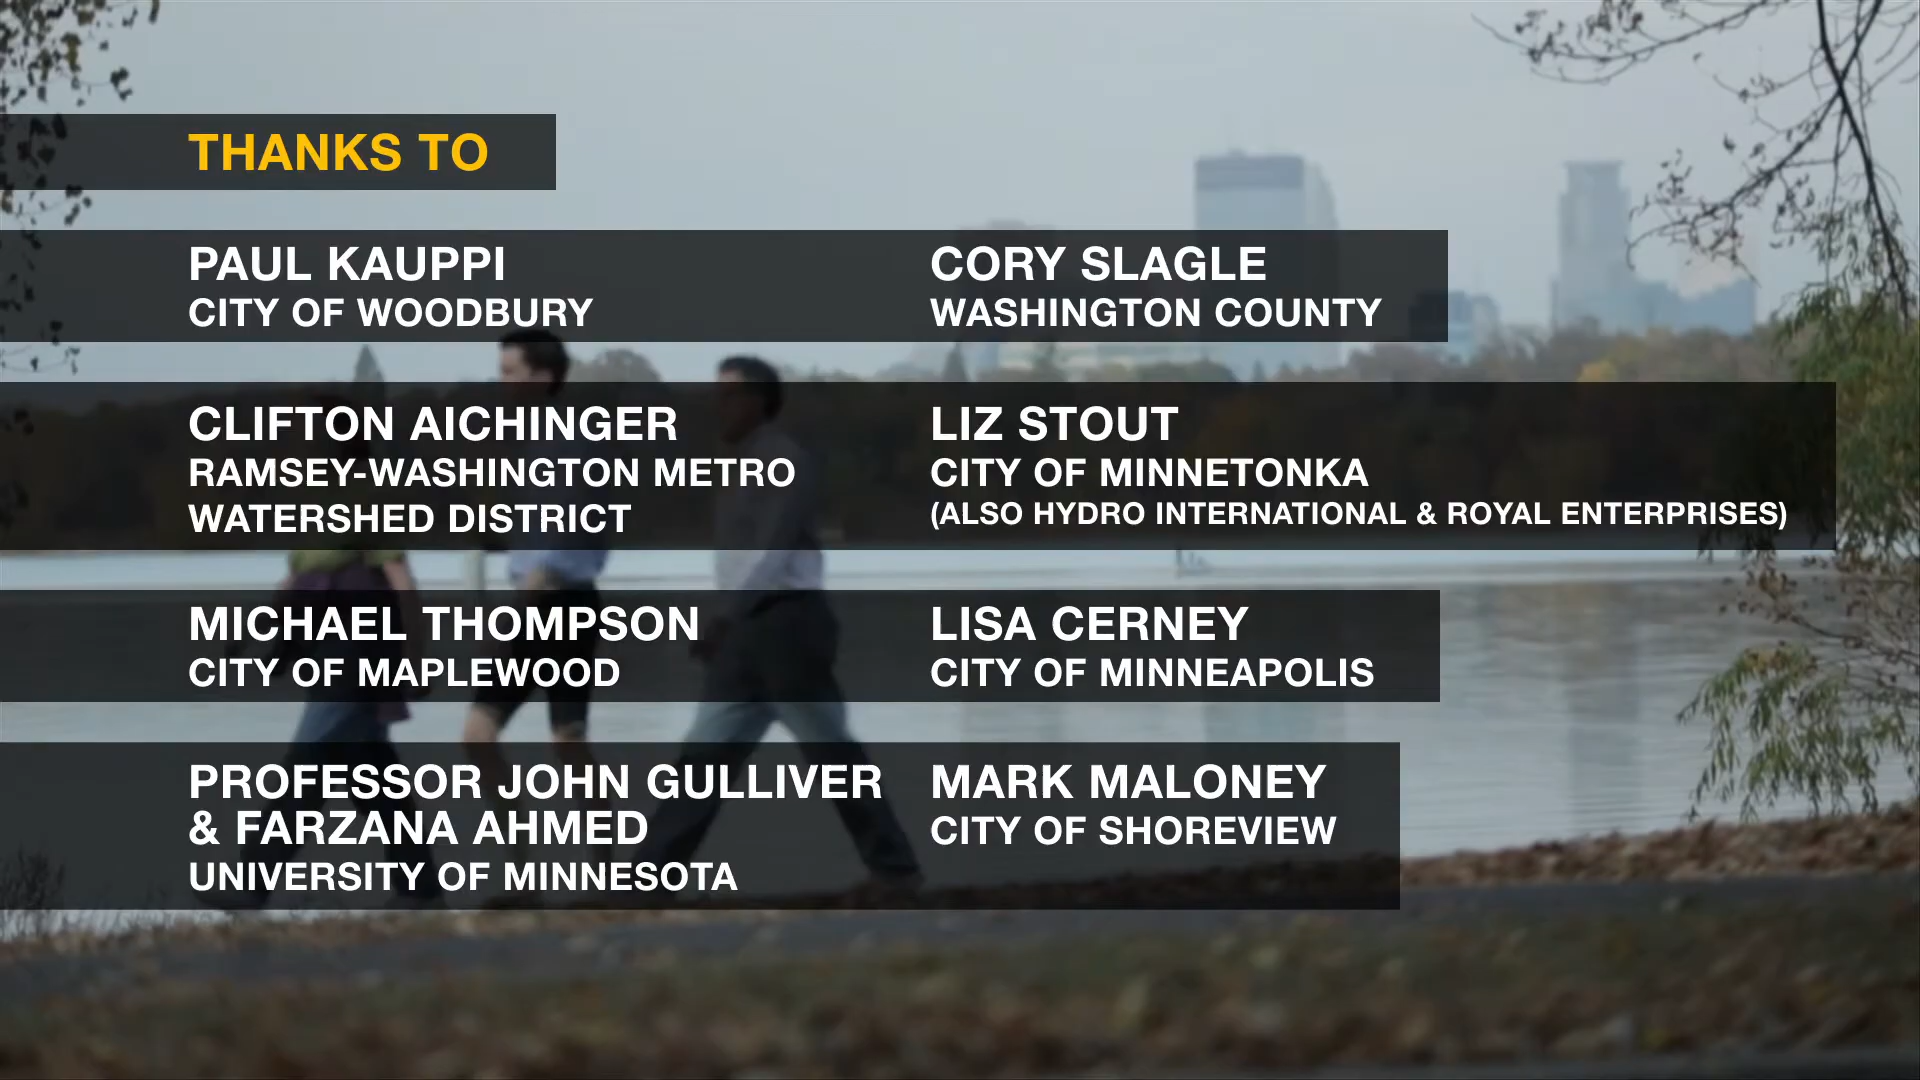 THANKS TO
PAUL KAUPPI
CITY OF WOODBURY
CORY SLAGLE
WASHINGTON COUNTY
CLIFTON AICHINGER
RAMSEY-WASHINGTON METRO
WATERSHED DISTRICT
LIZ STOUT
CITY OF MINNETONKA
(ALSO HYDRO INTERNATIONAL & ROYAL ENTERPRISES)
MICHAEL THOMPSON
CITY OF MAPLEWOOD
LISA CERNEY
CITY OF MINNEAPOLIS
PROFESSOR JOHN GULLIVER
& FARZANA AHMED
UNIVERSITY OF MINNESOTA
MARK MALONEY
CITY OF SHOREVIEW